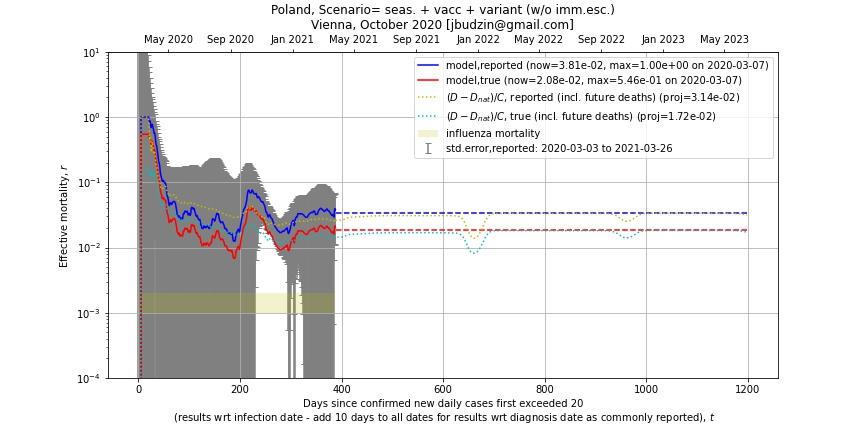 Poland, Scenario= seas. + vacc + variant (w/o imm.esc.)
Vienna, October 2020 [jbudzin@gmail.com]
May 2020 Sep 2020 Jan 2021 May 2021 Sep 2021 Jan 2022 May 2022 Sep 2022 Jan 2023 May 2023
model,reported (now=3.81e-02, max=1.00e+00 on 2020-03-07)
model,true (now=2.08e-02, max=5.46e-01 on 2020-03-07)
(D − Dnat)/C, reported (incl. future deaths) (proj=3.14e-02)
(D − Dnat)/C, true (incl. future deaths) (proj=1.72e-02)
influenza mortality
std.error,reported: 2020-03-03 to 2021-03-26
Effective mortality, r
10^1
10^0
10^−1
10^−2
10^−3
10^−4
0 200 400 600 800 1000 1200
Days since confirmed new daily cases first exceeded 20
(results wrt infection date - add 10 days to all dates for results wrt diagnosis date as commonly reported), t